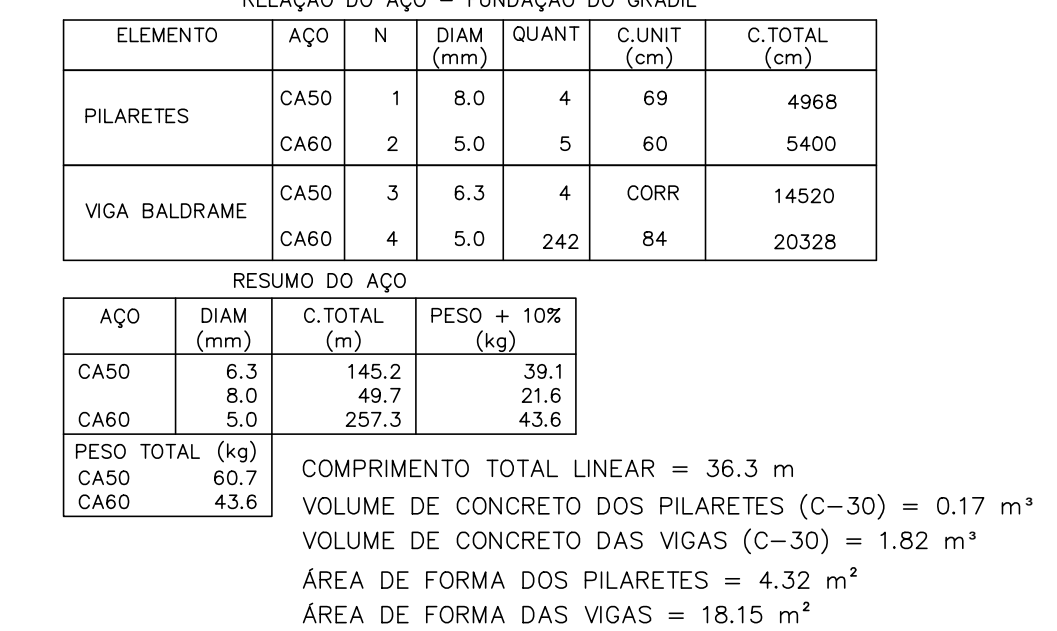 RELAÇÃO DO AÇO – FUNDAÇÃO DO GRADIL
ELEMENTO AÇO N DIAM (mm) QUANT C.UNIT (cm) C.TOTAL (cm)
PILARETES CA50 1 8.0 4 69 4968
CA60 2 5.0 5 60 5400
VIGA BALDRAME CA50 3 6.3 4 CORR 14520
CA60 4 5.0 242 84 20328
RESUMO DO AÇO
AÇO DIAM (mm) C.TOTAL (m) PESO + 10% (kg)
CA50 6.3 145.2 39.1
8.0 49.7 21.6
CA60 5.0 257.3 43.6
PESO TOTAL (kg)
CA50 60.7
CA60 43.6
COMPRIMENTO TOTAL LINEAR = 36.3 m
VOLUME DE CONCRETO DOS PILARETES (C–30) = 0.17 m³
VOLUME DE CONCRETO DAS VIGAS (C–30) = 1.82 m³
ÁREA DE FORMA DOS PILARETES = 4.32 m²
ÁREA DE FORMA DAS VIGAS = 18.15 m²